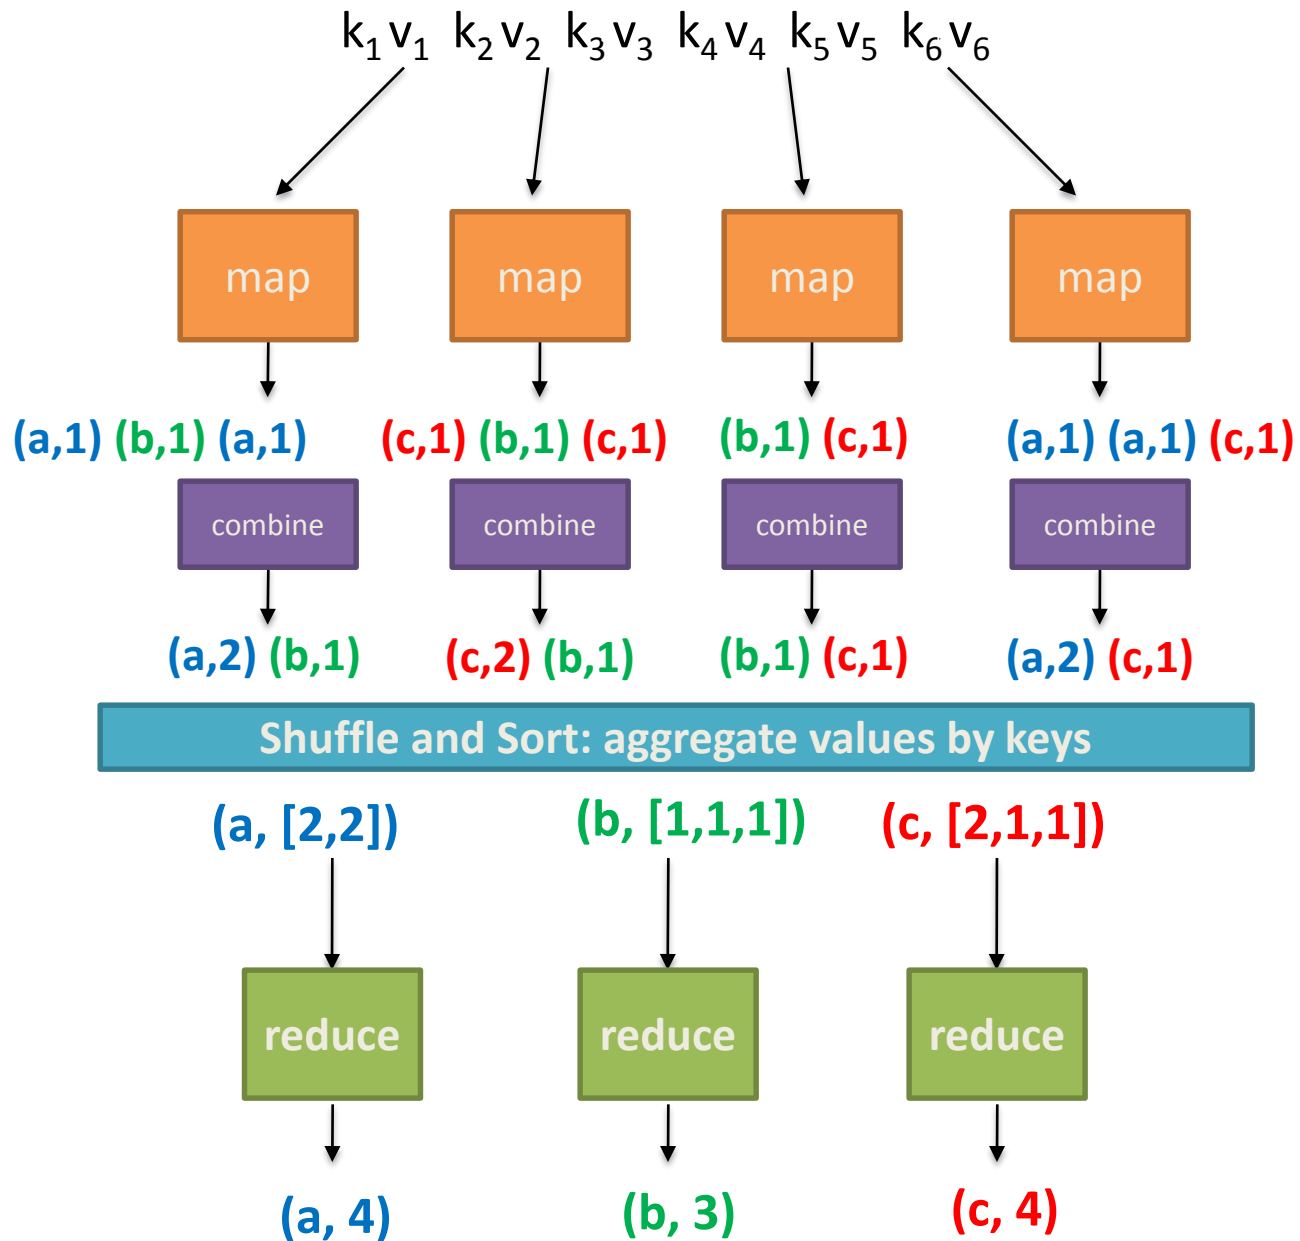 k₁ v₁ k₂ v₂ k₃ v₃ k₄ v₄ k₅ v₅ k₆ v₆
map map map map
(a,1) (b,1) (a,1) (c,1) (b,1) (c,1) (b,1) (c,1) (a,1) (a,1) (c,1)
combine combine combine combine
(a,2) (b,1) (c,2) (b,1) (b,1) (c,1) (a,2) (c,1)
Shuffle and Sort: aggregate values by keys
(a, [2,2]) (b, [1,1,1]) (c, [2,1,1])
reduce reduce reduce
(a, 4) (b, 3) (c, 4)